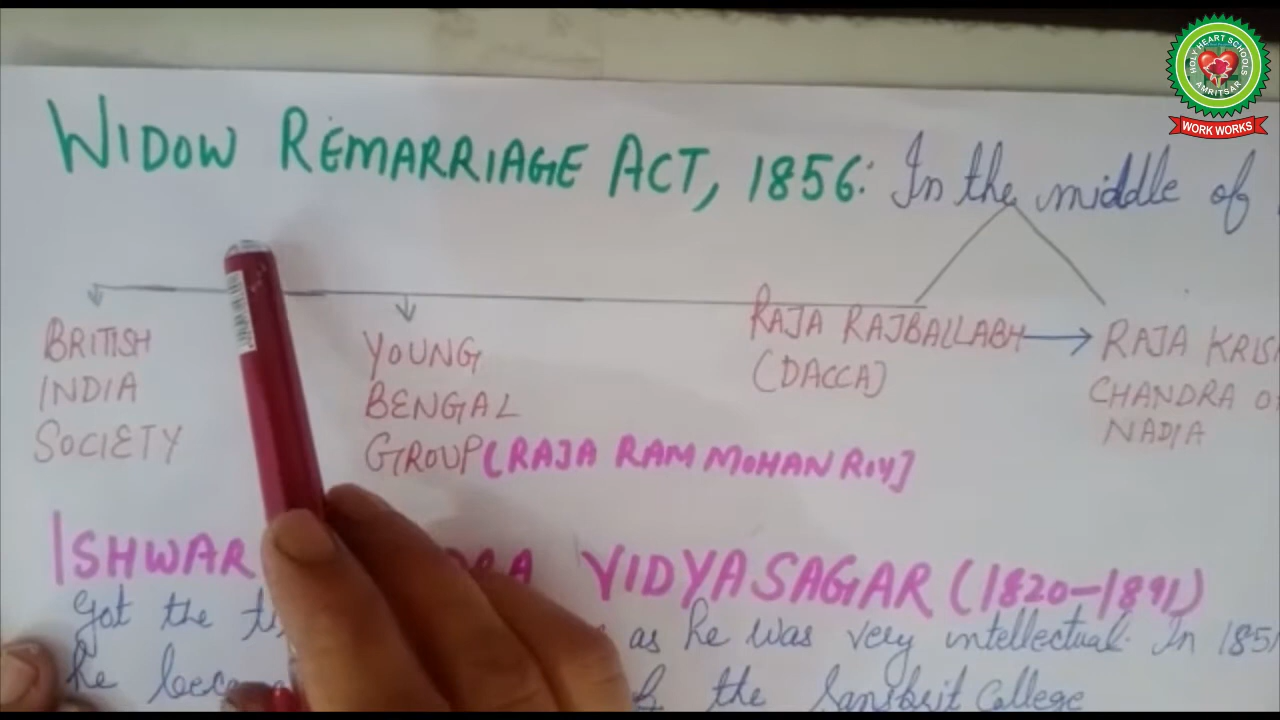 HOLY HEART SCHOOLS
AMRITSAR
WORK WORKS
WIDOW REMARRIAGE ACT, 1856: In the middle of
BRITISH
INDIA
SOCIETY
YOUNG
BENGAL
GROUP (RAJA RAM MOHAN ROY]
RAJA RAJBALLABH
(DACCA]
RAJA
CHANDRA
NADIA
ISHWAR VIDYASAGAR (1820-1891)
Got the as he was very intellectual. In
he the Sanskrit College